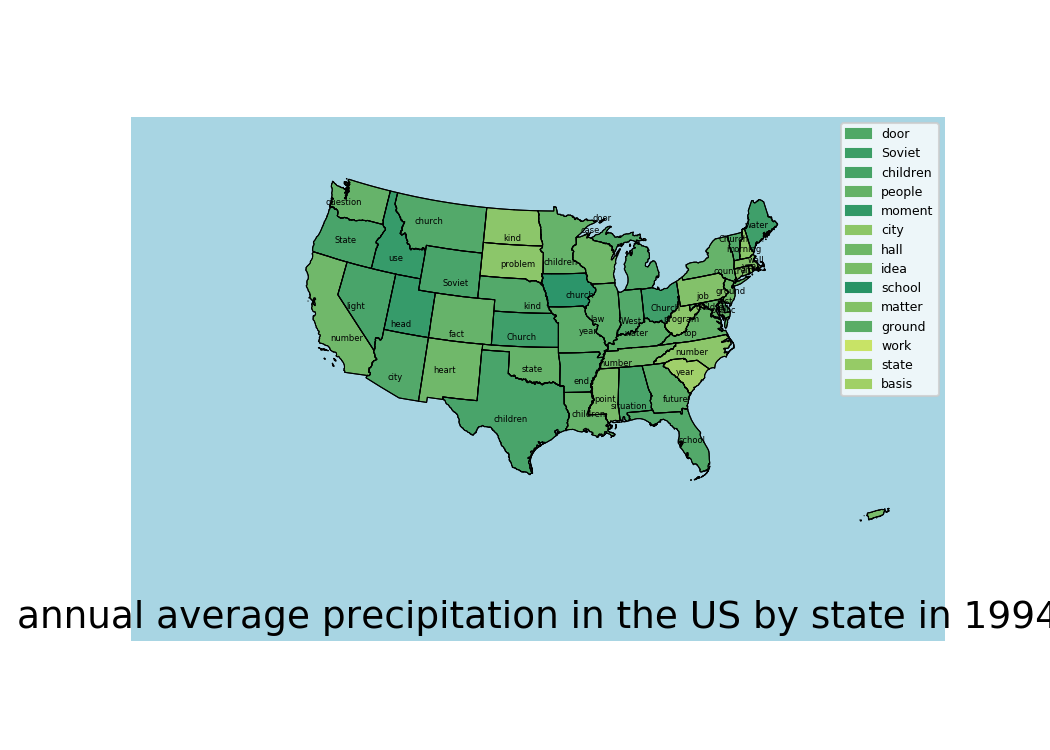 door
Soviet
children
people
moment
city
hall
idea
school
matter
ground
work
state
basis
question
church
State
use
kind
problem
children
door
case
water
Church
morning
wall
country
Soviet
light
head
number
fact
kind
Church
church
law
year
West
water
Church
program
job
ground
top
number
number
state
heart
city
end
year
point
situation
future
children
children
school
annual average precipitation in the US by state in 1994